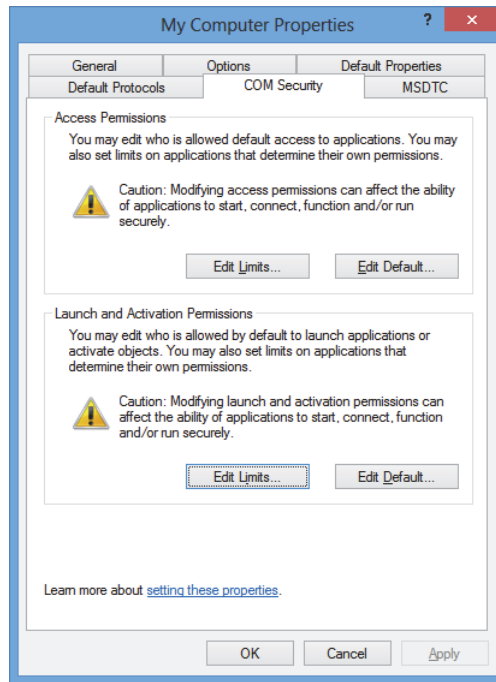 My Computer Properties
?
General Options Default Properties
Default Protocols COM Security MSDTC
Access Permissions
You may edit who is allowed default access to applications. You may
also set limits on applications that determine their own permissions.
Caution: Modifying access permissions can affect the ability
of applications to start, connect, function and/or run
securely.
Edit Limits... Edit Default...
Launch and Activation Permissions
You may edit who is allowed by default to launch applications or
activate objects. You may also set limits on applications that
determine their own permissions.
Caution: Modifying launch and activation permissions can
affect the ability of applications to start, connect, function
and/or run securely.
Edit Limits... Edit Default...
Learn more about setting these properties.
OK Cancel Apply